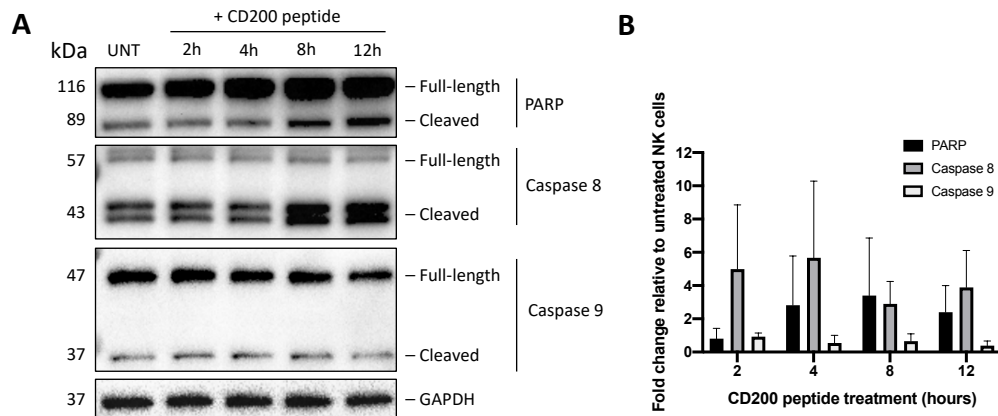 A
+ CD200 peptide
kDa UNT 2h 4h 8h 12h
116 – Full-length
PARP
89 – Cleaved
57 – Full-length
Caspase 8
43 – Cleaved
47 – Full-length
Caspase 9
37 – Cleaved
37 – GAPDH
B
PARP
Caspase 8
Caspase 9
Fold change relative to untreated NK cells
12
10
8
6
4
2
0
2 4 8 12
CD200 peptide treatment (hours)